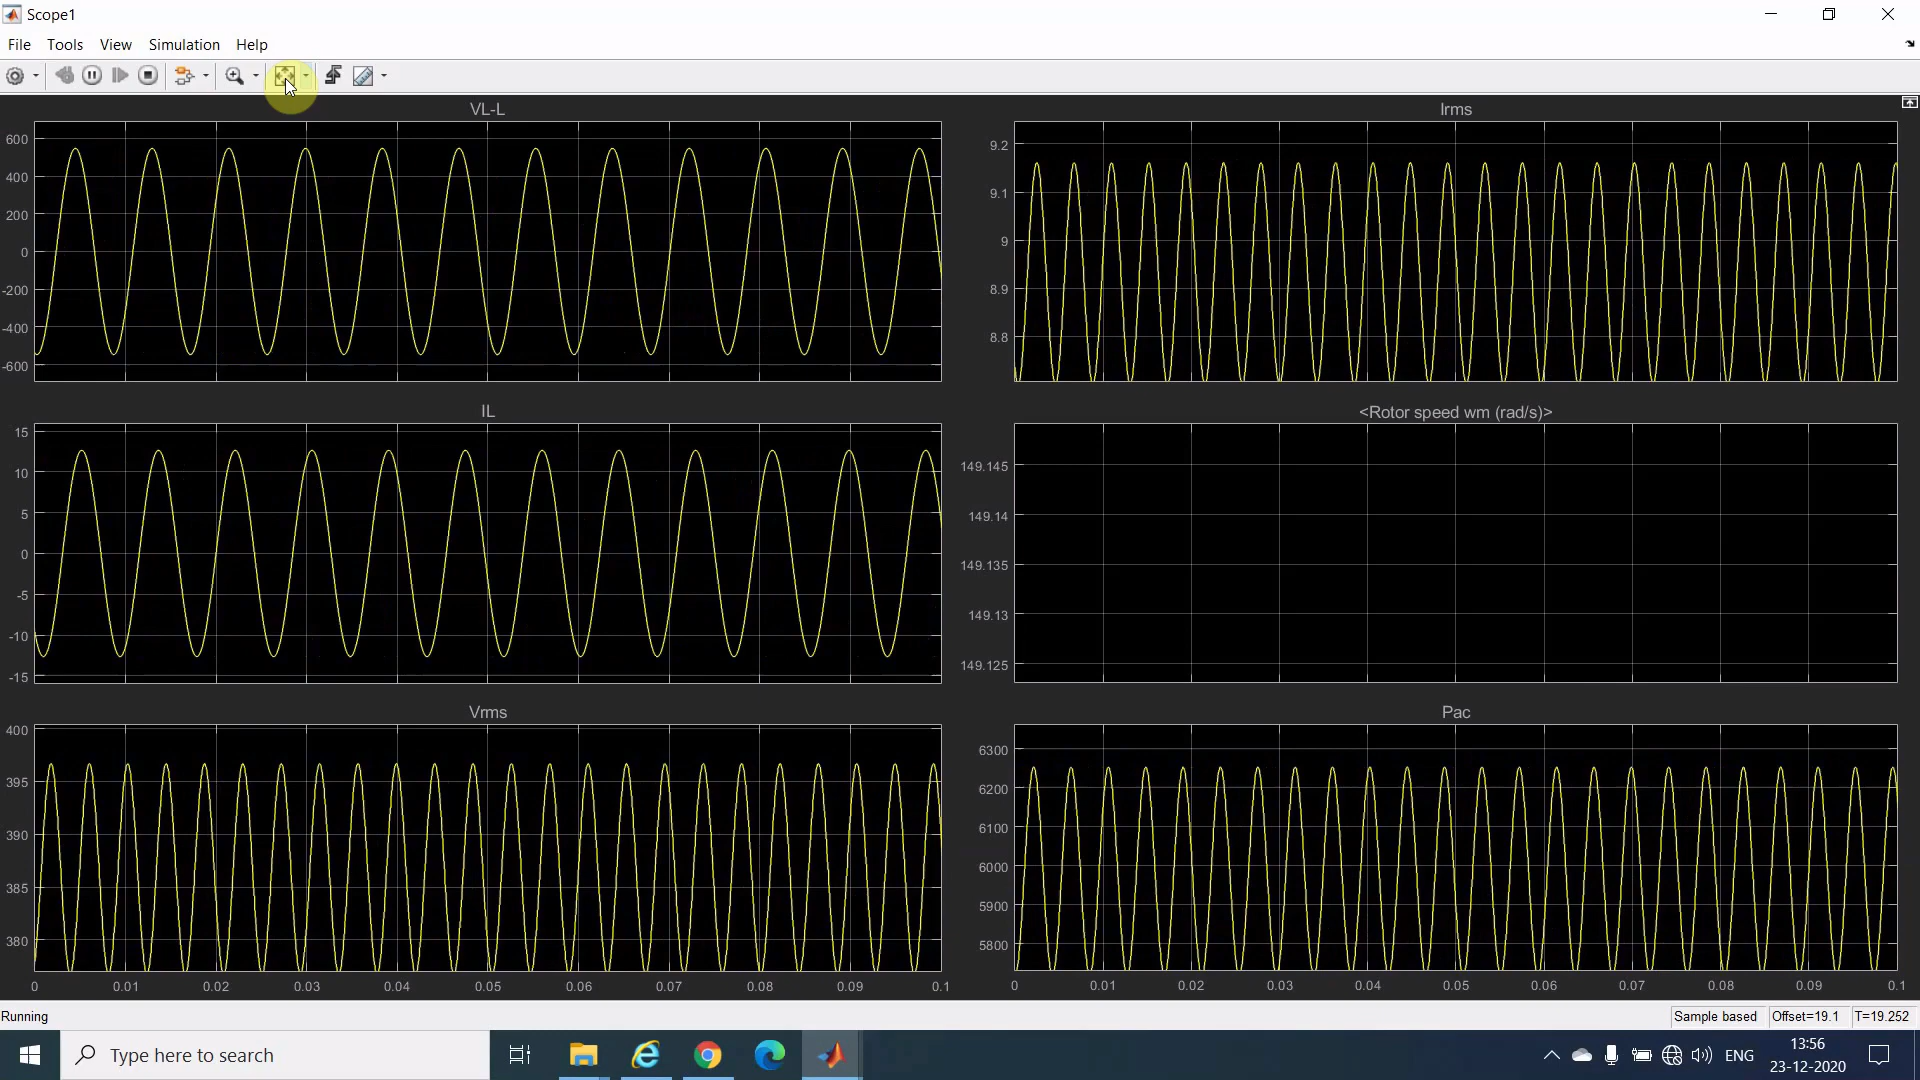 Scope1
File Tools View Simulation Help
VL-L
600
400
200
0
-200
-400
-600
Irms
9.2
9.1
9
8.9
8.8
IL
15
10
5
0
-5
-10
-15
<Rotor speed wm (rad/s)>
149.145
149.14
149.135
149.13
149.125
Vrms
400
395
390
385
380
0 0.01 0.02 0.03 0.04 0.05 0.06 0.07 0.08 0.09 0.1
Pac
6300
6200
6100
6000
5900
5800
0 0.01 0.02 0.03 0.04 0.05 0.06 0.07 0.08 0.09 0.1
Running
Sample based Offset=19.1 T=19.252
Type here to search
ENG
13:56
23-12-2020